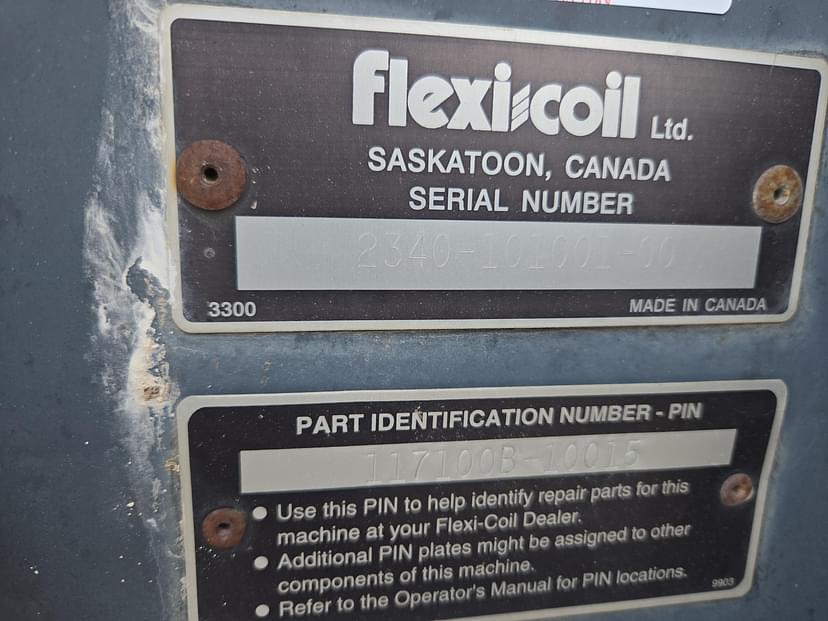 flexi-coil Ltd.
SASKATOON, CANADA
SERIAL NUMBER
2340-101001-00
3300 MADE IN CANADA
PART IDENTIFICATION NUMBER - PIN
117100B-10015
● Use this PIN to help identify repair parts for this
machine at your Flexi-Coil Dealer.
● Additional PIN plates might be assigned to other
components of this machine.
● Refer to the Operator's Manual for PIN locations.
9903